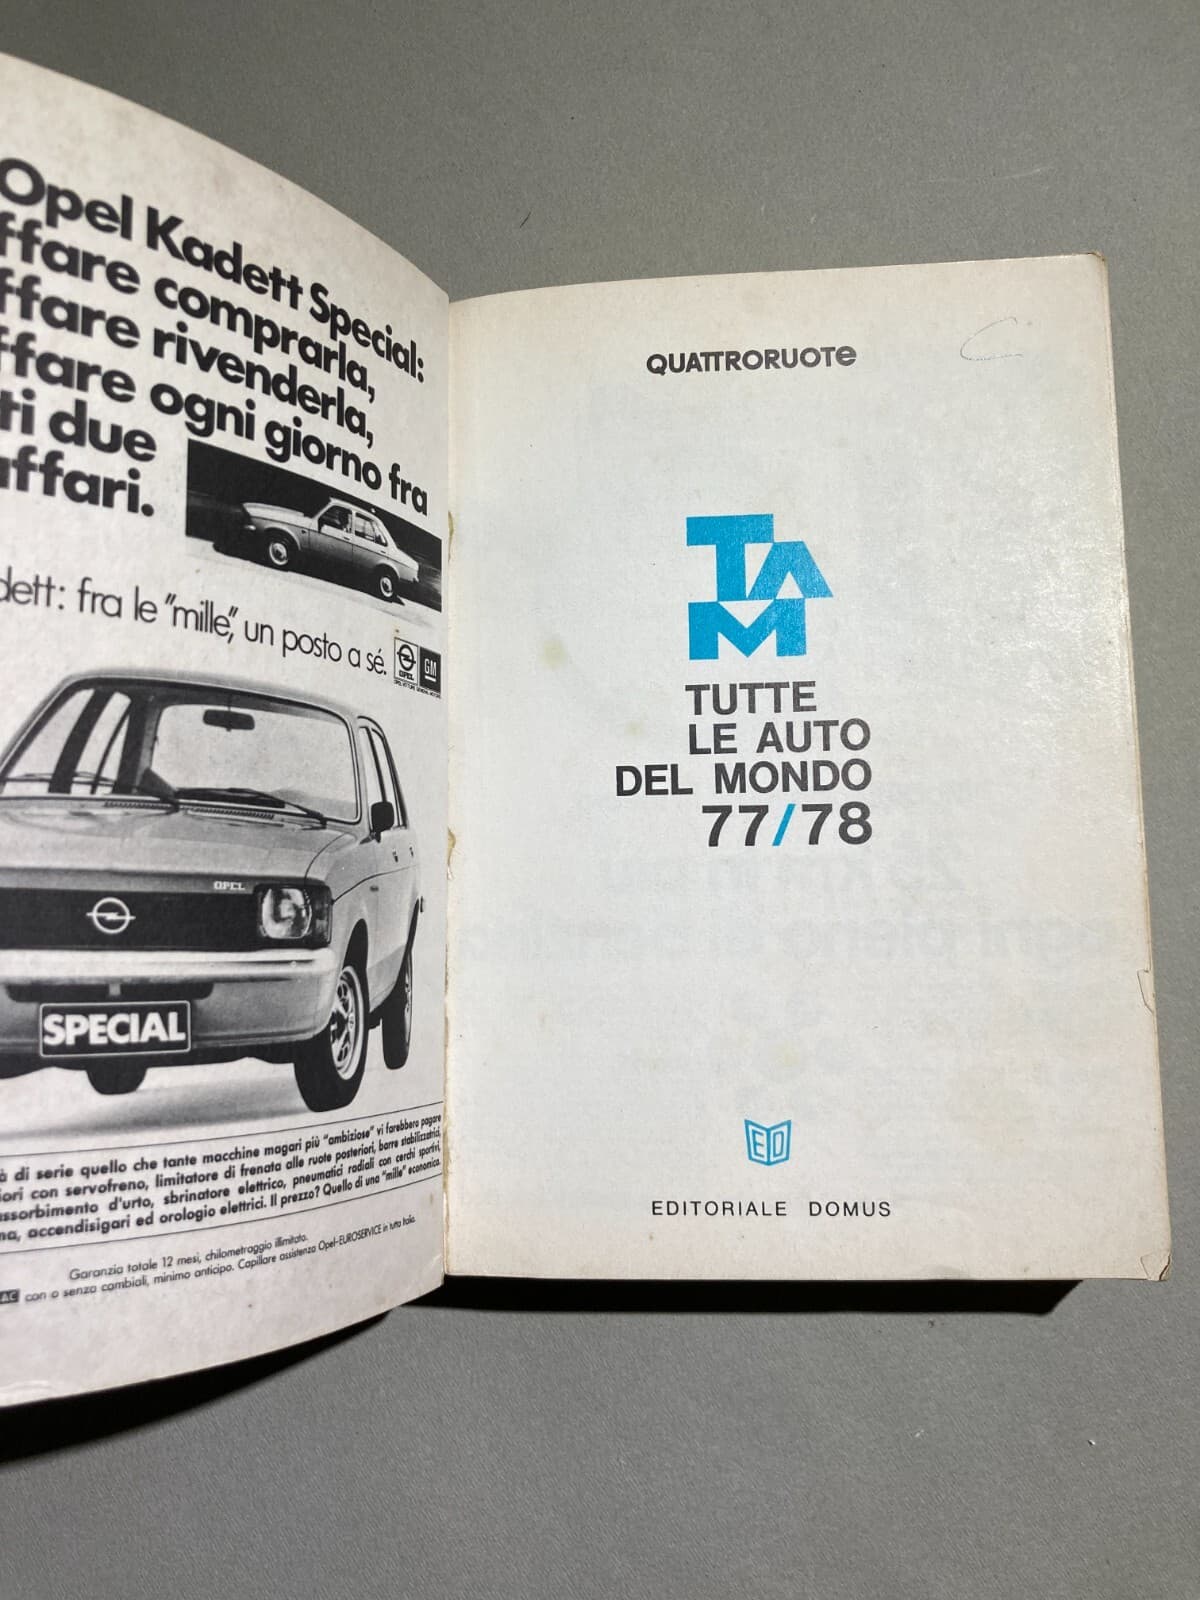 Opel Kadett Special:
ffare comprarla,
ffare rivenderla,
ffare ogni giorno fra
ti due
affari.
dett: fra le "mille", un posto a sé.
OPEL
GM
OPEL
SPECIAL
à di serie quello che tante macchine magari più "ambiziose" vi farebbero pagare
iori con servofreno, limitatore di frenata alle ruote posteriori, barre stabilizzatrici,
assorbimento d'urto, sbrinatore elettrico, pneumatici radiali con cerchi sportivi,
ma, accendisigari ed orologio elettrici. Il prezzo? Quello di una "mille" economica.
Garanzia totale 12 mesi, chilometraggio illimitato.
AC con o senza cambiali, minimo anticipo. Capillare assistenza Opel-EUROSERVICE in tutta Italia.
QUATTRORUOTe
TAM
TUTTE
LE AUTO
DEL MONDO
77/78
ED
EDITORIALE DOMUS